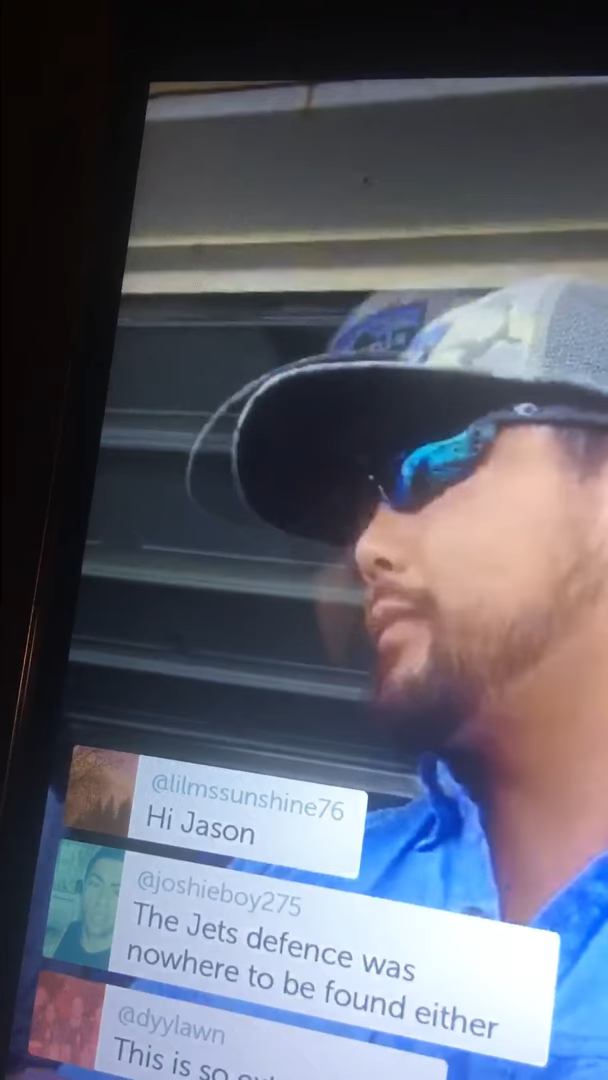 @lilmssunshine76
Hi Jason
@joshieboy275
The Jets defence was
nowhere to be found either
@dyylawn
This is so